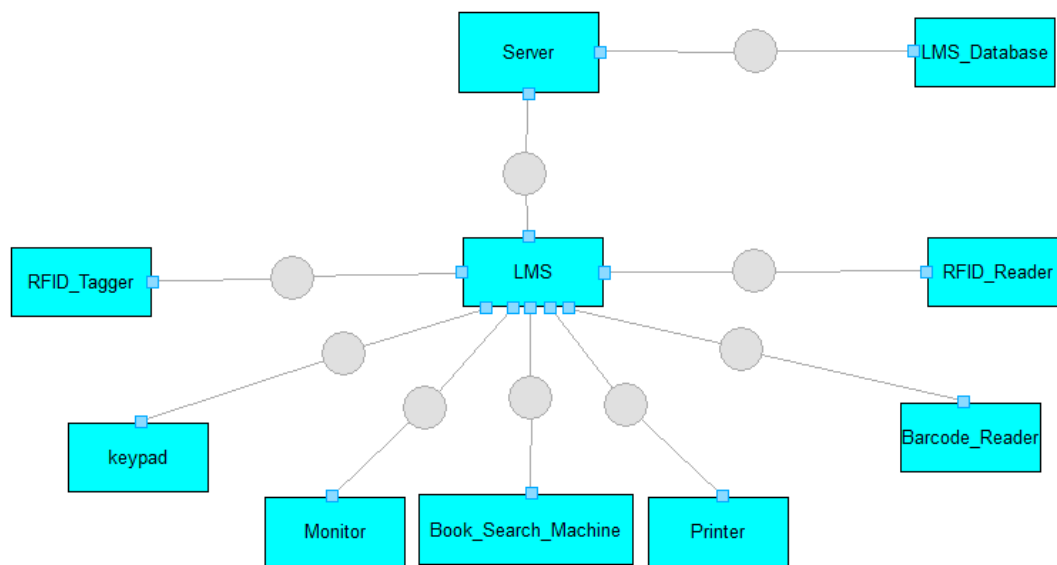 Server
LMS_Database
RFID_Tagger
LMS
RFID_Reader
keypad
Barcode_Reader
Monitor
Book_Search_Machine
Printer